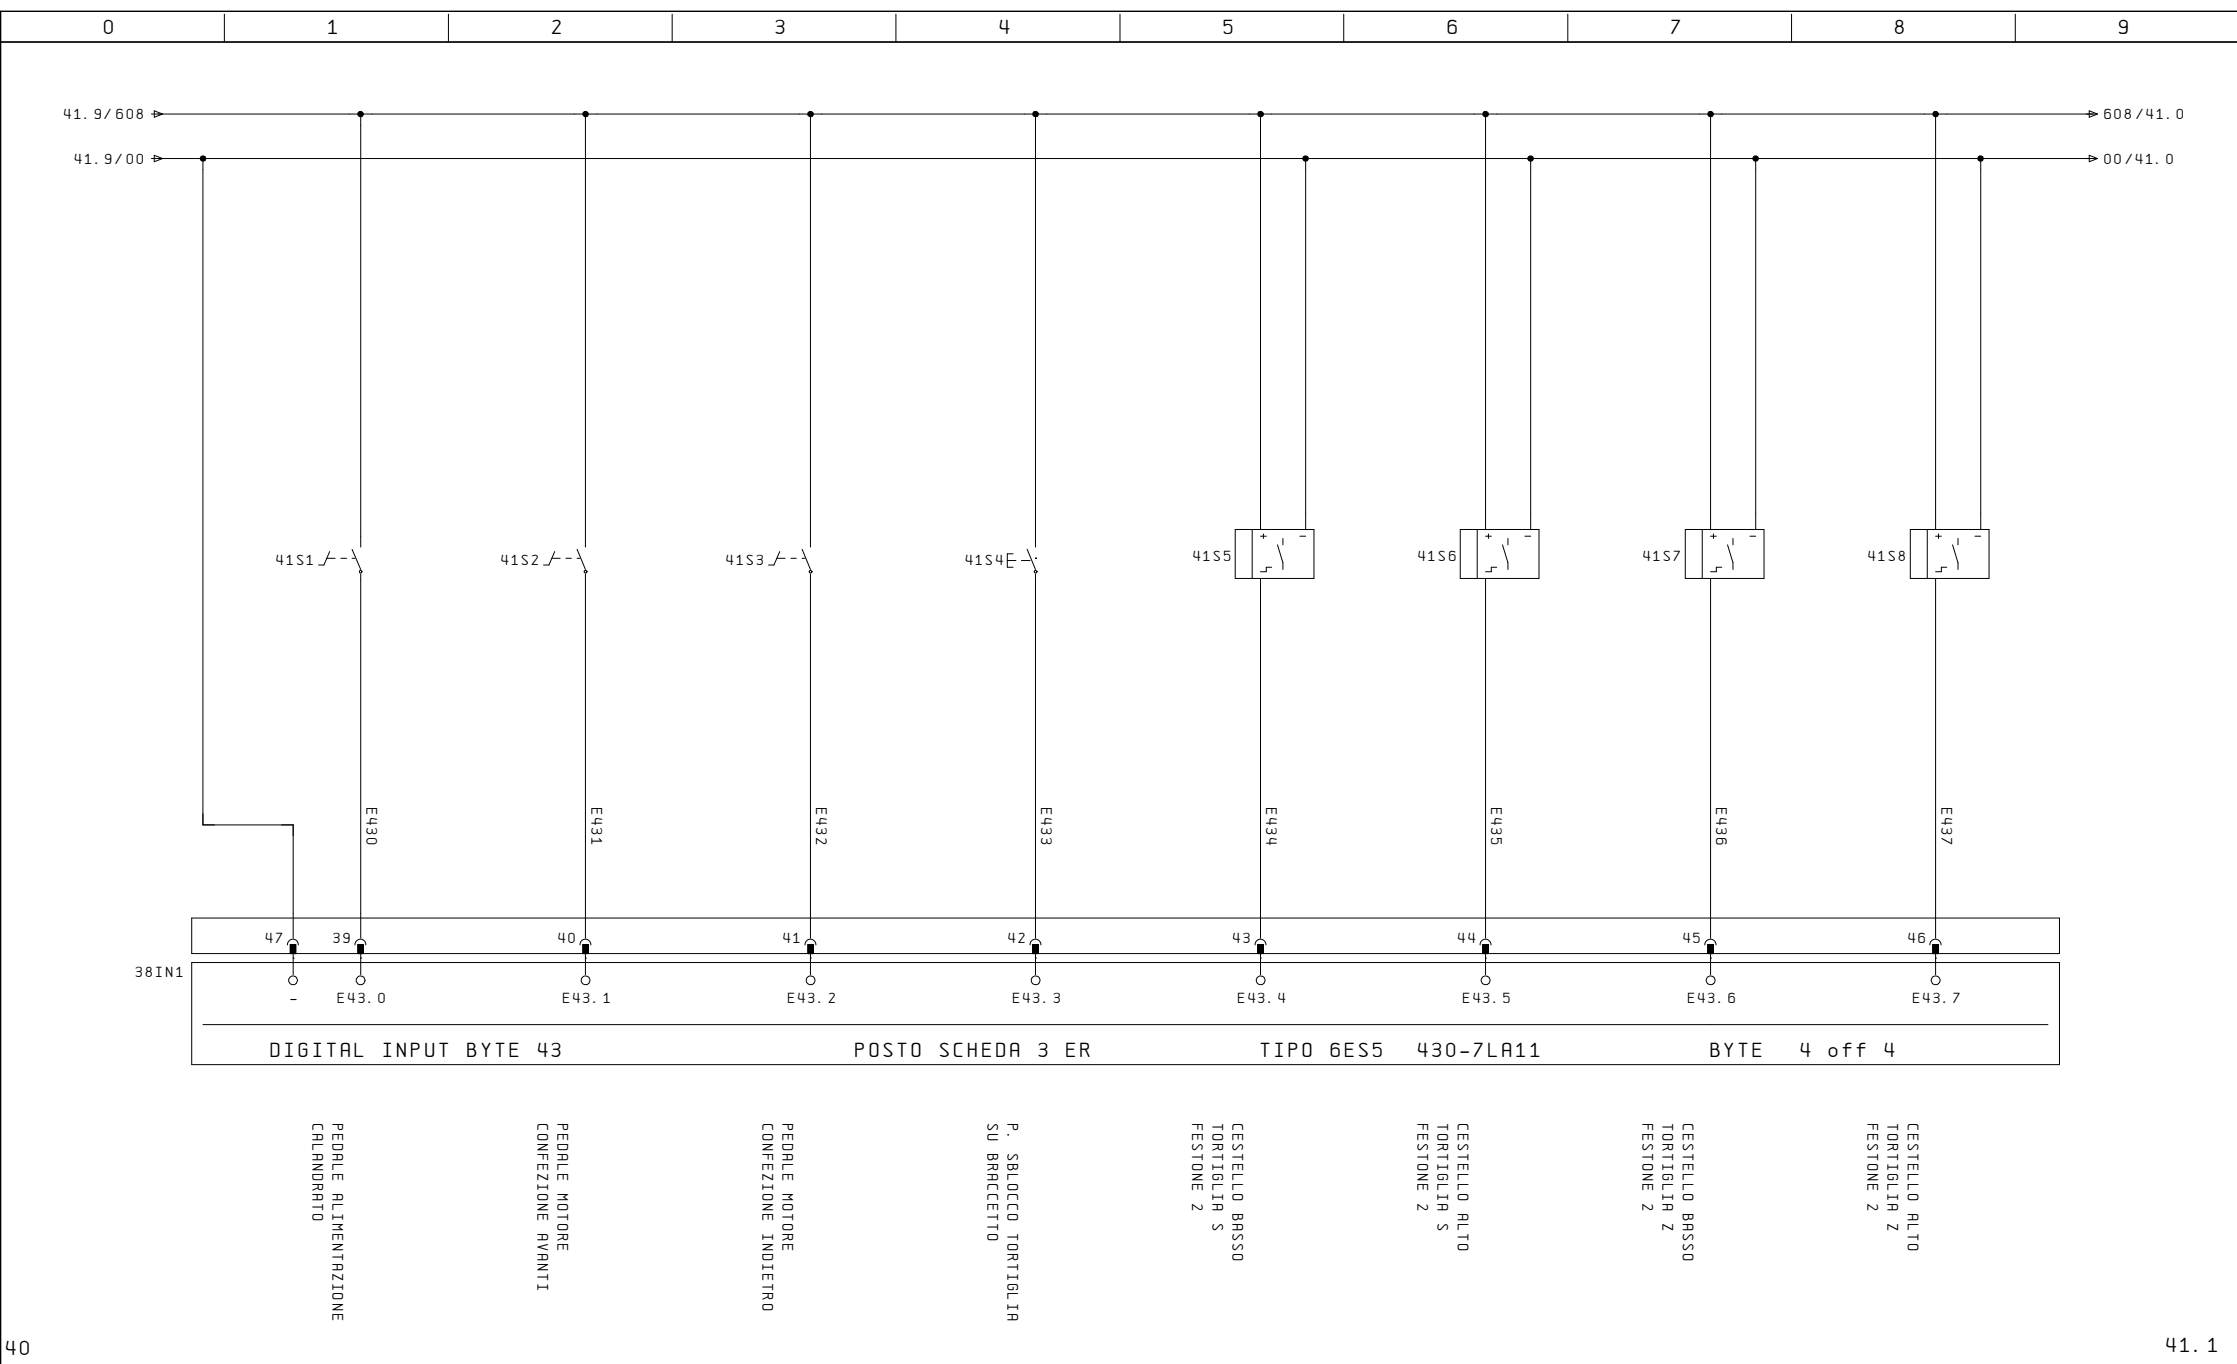 0 1 2 3 4 5 6 7 8 9
41.9/608 608/41.0
41.9/00 00/41.0
41S1 41S2 41S3 41S4 41S5 41S6 41S7 41S8
+ - + - + - + -
E430 E431 E432 E433 E434 E435 E436 E437
47 39 40 41 42 43 44 45 46
38IN1
- E43.0 E43.1 E43.2 E43.3 E43.4 E43.5 E43.6 E43.7
DIGITAL INPUT BYTE 43 POSTO SCHEDA 3 ER TIPO 6ES5 430-7LA11 BYTE 4 off 4
PEDALE ALIMENTAZIONE
CALANDRATO
PEDALE MOTORE
CONFEZIONE AVANTI
PEDALE MOTORE
CONFEZIONE INDIETRO
P. SBLOCCO TORTIGLIA
SU BRACCETTO
CESTELLO BASSO
TORTIGLIA S
FESTONE 2
CESTELLO ALTO
TORTIGLIA S
FESTONE 2
CESTELLO BASSO
TORTIGLIA Z
FESTONE 2
CESTELLO ALTO
TORTIGLIA Z
FESTONE 2
40 41.1